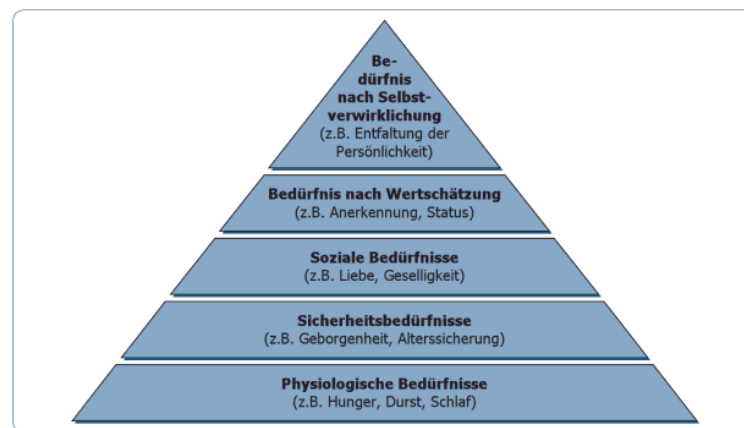 Be-
dürfnis
nach Selbst-
verwirklichung
(z.B. Entfaltung der
Persönlichkeit)
Bedürfnis nach Wertschätzung
(z.B. Anerkennung, Status)
Soziale Bedürfnisse
(z.B. Liebe, Geselligkeit)
Sicherheitsbedürfnisse
(z.B. Geborgenheit, Alterssicherung)
Physiologische Bedürfnisse
(z.B. Hunger, Durst, Schlaf)